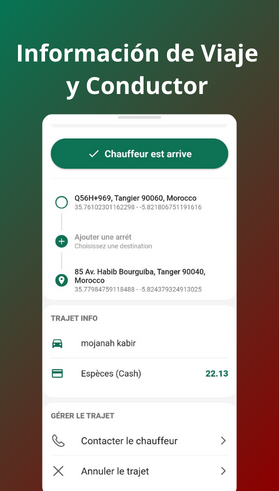 Información de Viaje
y Conductor
Chauffeur est arrive
Q56H+969, Tangier 90060, Morocco
35.76102301162298 - -5.821806751191616
Ajouter une arrêt
Choisissez une destination
85 Av. Habib Bourguiba, Tanger 90040,
Morocco
35.77984759118488 - -5.824379324913025
TRAJET INFO
mojanah kabir
Espèces (Cash) 22.13
GÉRER LE TRAJET
Contacter le chauffeur
Annuler le trajet